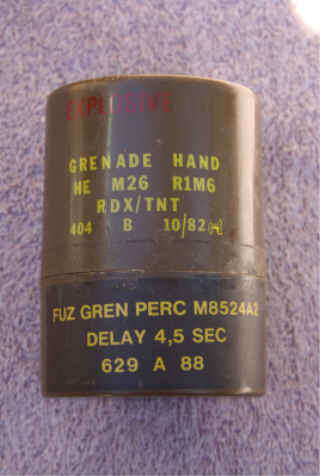 EXPLOSIVE
GRENADE HAND
HE M26 R1M6
RDX/TNT
404 B 10/82
FUZ GREN PERC M8524A2
DELAY 4,5 SEC
629 A 88